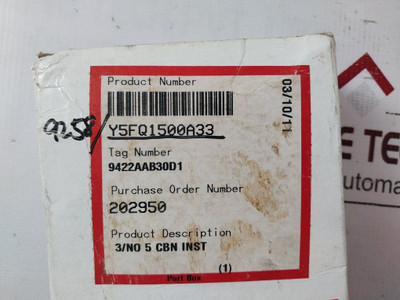 Product Number
03/10/11
9258/
Y5FQ1500A33
Tag Number
9422AAB30D1
Purchase Order Number
202950
Product Description
3/NO 5 CBN INST
(1)
Part Box
E TE
utoma